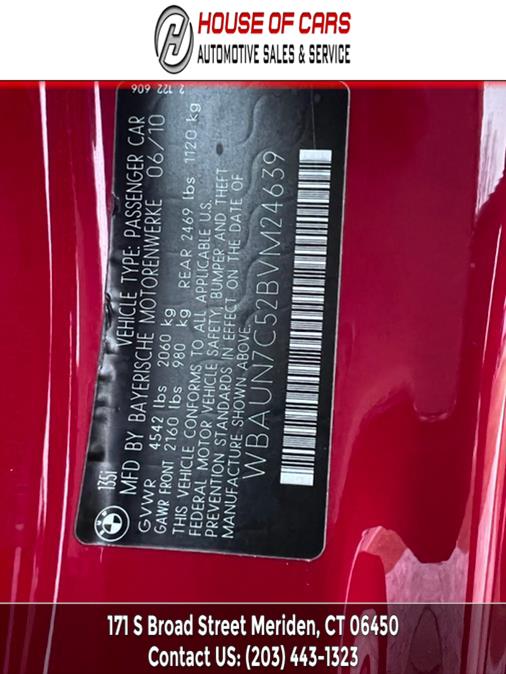 HOUSE OF CARS
AUTOMOTIVE SALES & SERVICE
2 122 606
135i
VEHICLE TYPE: PASSENGER CAR
MFD BY BAYERISCHE MOTORENWERKE 06/10
GVWR 4542 lbs 2060 kg
GAWR FRONT 2160 lbs 980 kg REAR 2469 lbs 1120 kg
THIS VEHICLE CONFORMS TO ALL APPLICABLE U.S.
FEDERAL MOTOR VEHICLE SAFETY, BUMPER AND THEFT
PREVENTION STANDARDS IN EFFECT ON THE DATE OF
MANUFACTURE SHOWN ABOVE.
WBAUN7C52BVM24639
171 S Broad Street Meriden, CT 06450
Contact US: (203) 443-1323